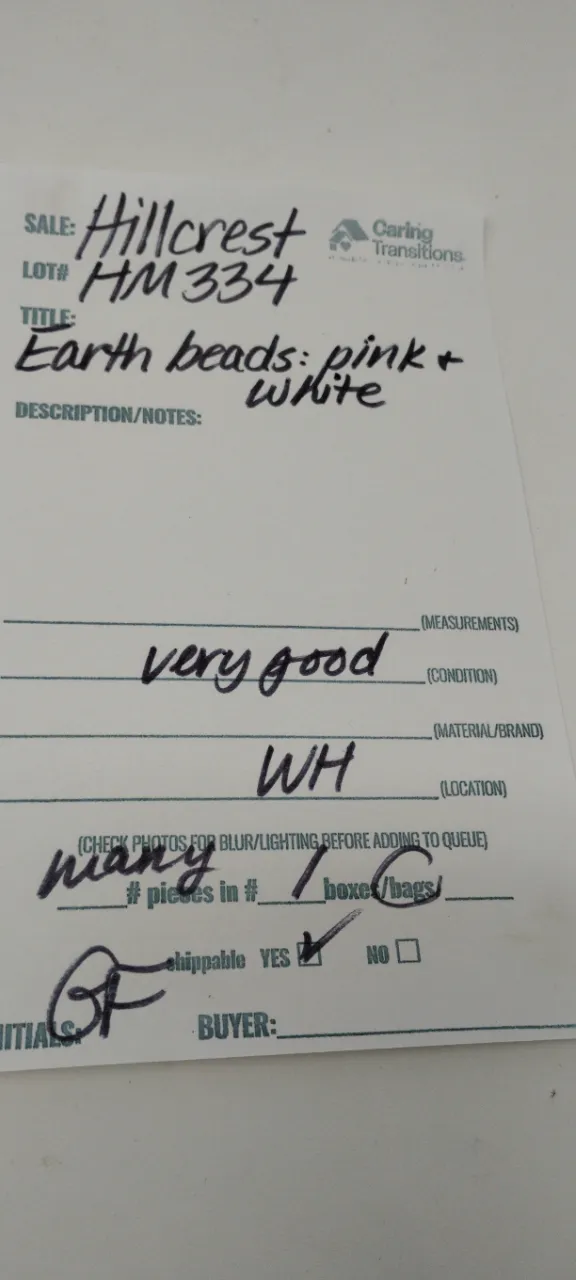 SALE: Hillcrest
Caring Transitions
LOT# HM334
TITLE:
Earth beads: pink +
white
DESCRIPTION/NOTES:
(MEASUREMENTS)
very good (CONDITION)
(MATERIAL/BRAND)
WH (LOCATION)
(CHECK PHOTOS FOR BLUR/LIGHTING BEFORE ADDING TO QUEUE)
many # pieces in # 1 boxes/bags/
shippable YES ✓ NO
INITIALS: GF BUYER: